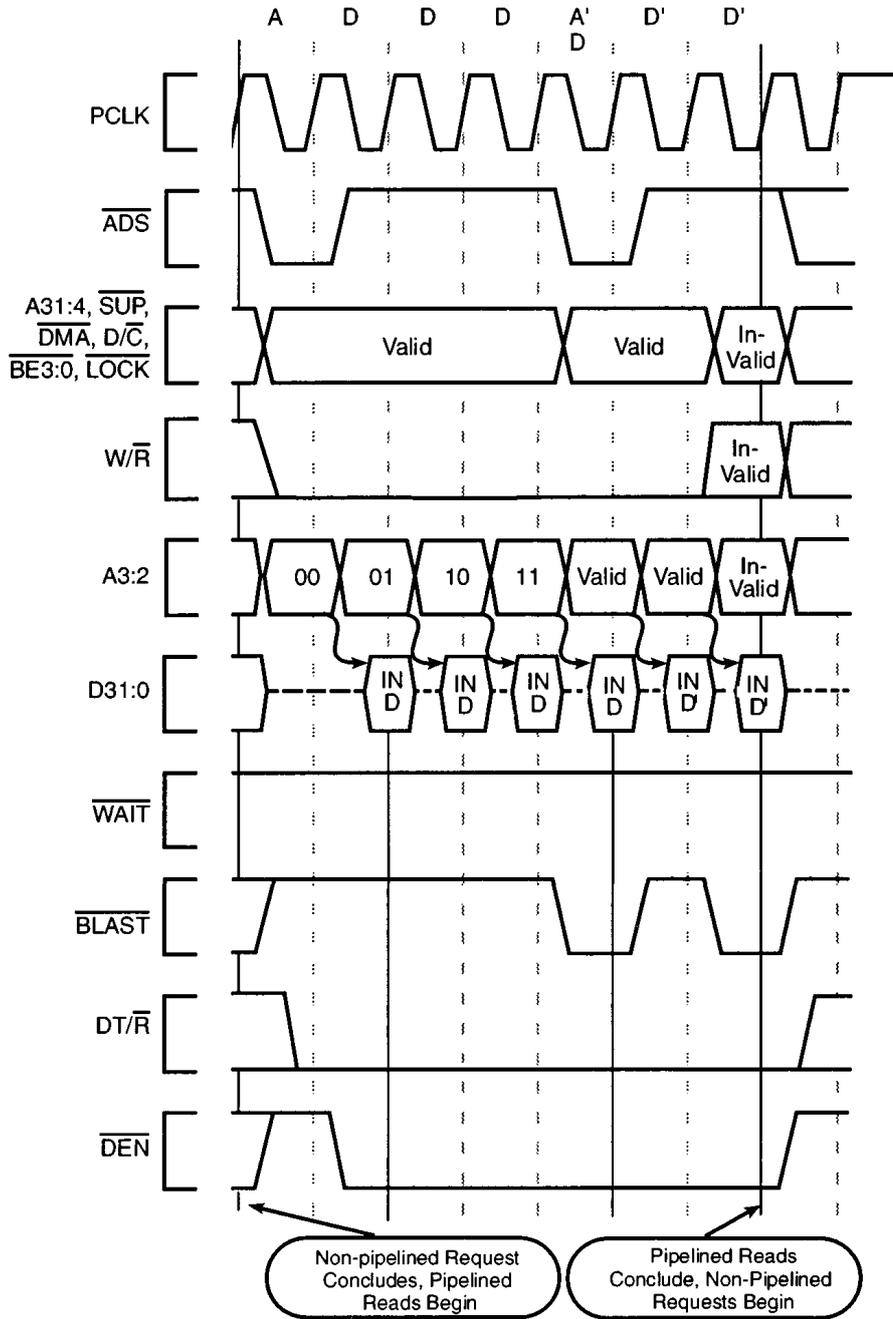 A D D D A' D' D'
D
PCLK
ADS
A31:4, SUP,
DMA, D/C,
BE3:0, LOCK
Valid Valid In-
Valid
W/R
In-
Valid
A3:2
00 01 10 11 Valid Valid In-
Valid
D31:0
IN IN IN IN IN IN
D D D D D' D'
WAIT
BLAST
DT/R
DEN
Non-pipelined Request
Concludes, Pipelined
Reads Begin
Pipelined Reads
Conclude, Non-Pipelined
Requests Begin